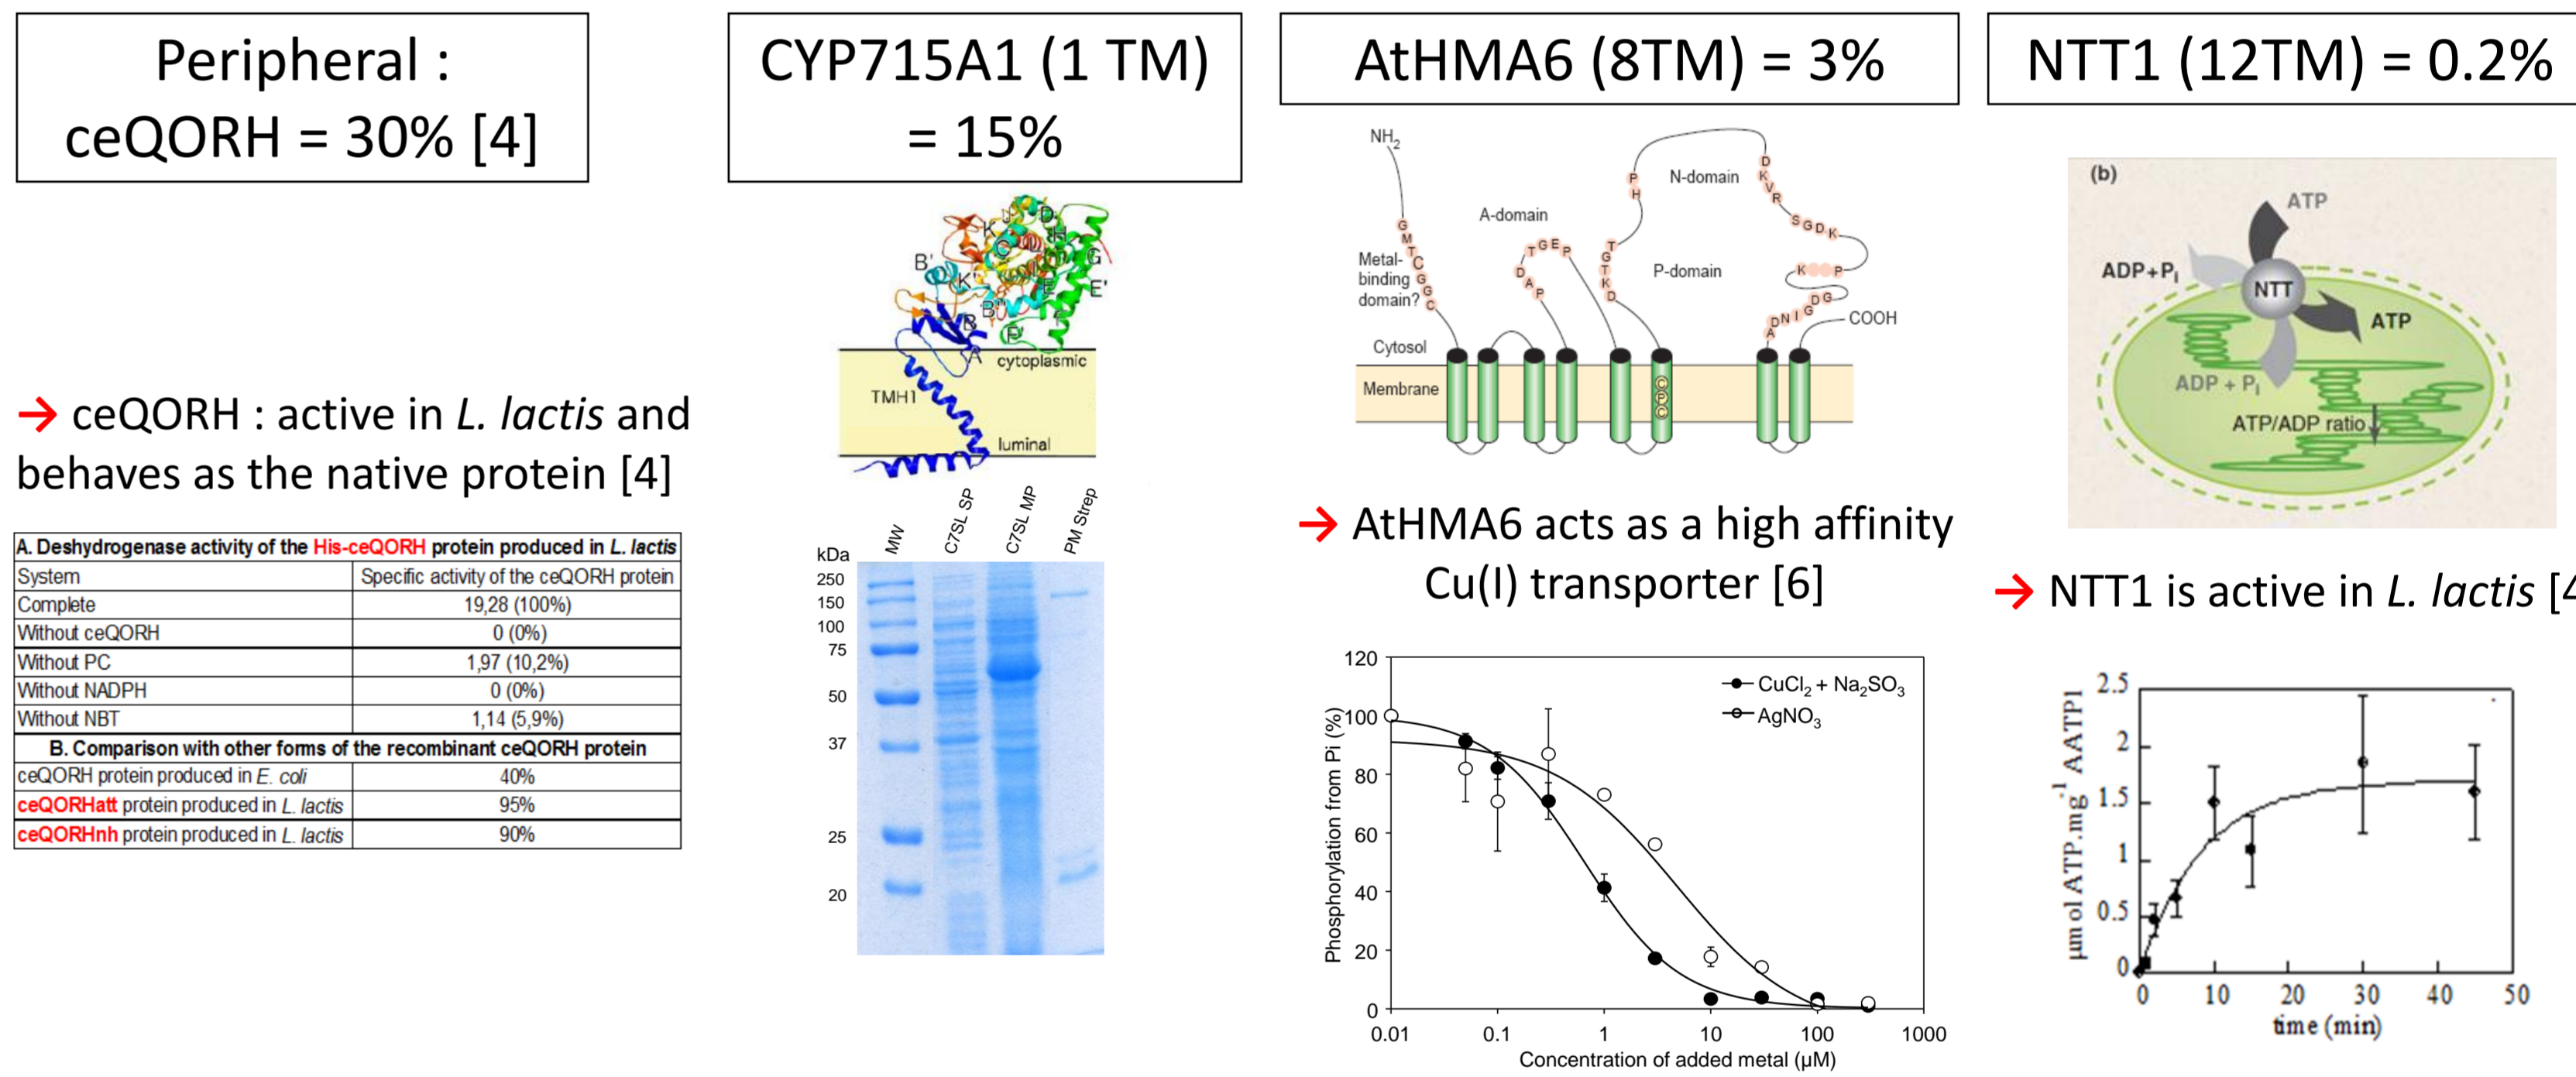 Peripheral :
ceQORH = 30% [4]
→ ceQORH : active in L. lactis and
behaves as the native protein [4]
A. Deshydrogenase activity of the His-ceQORH protein produced in L. lactis
System Specific activity of the ceQORH protein
Complete 19,28 (100%)
Without ceQORH 0 (0%)
Without PC 1,97 (10,2%)
Without NADPH 0 (0%)
Without NBT 1,14 (5,9%)
B. Comparison with other forms of the recombinant ceQORH protein
ceQORH protein produced in E. coli 40%
ceQORHatt protein produced in L. lactis 95%
ceQORHnh protein produced in L. lactis 90%
CYP715A1 (1 TM)
= 15%
J
D
K
C
H
G
B'
K'
E
E'
B''
B
F
F'
A
cytoplasmic
TMH1
luminal
kDa
MW
C7SL SP
C7SL MP
PM Strep
250
150
100
75
50
37
25
20
AtHMA6 (8TM) = 3%
NH2
N-domain
A-domain
P-domain
Metal-
binding
domain?
G M T C G G C
D A P
T G E P
P H
T G T K D
D K V R
S G D K
K P
A D N I G D G
COOH
Cytosol
Membrane
C P C
→ AtHMA6 acts as a high affinity
Cu(I) transporter [6]
Phosphorylation from Pi (%)
120
100
80
60
40
20
0
CuCl2 + Na2SO3
AgNO3
0.01 0.1 1 10 100 1000
Concentration of added metal (µM)
NTT1 (12TM) = 0.2%
(b)
ATP
ADP+Pi
NTT
ATP
ADP + Pi
ATP/ADP ratio
→ NTT1 is active in L. lactis [4
µmol ATP.mg-1 AATP1
2.5
2
1.5
1
0.5
0
0 10 20 30 40 50
time (min)